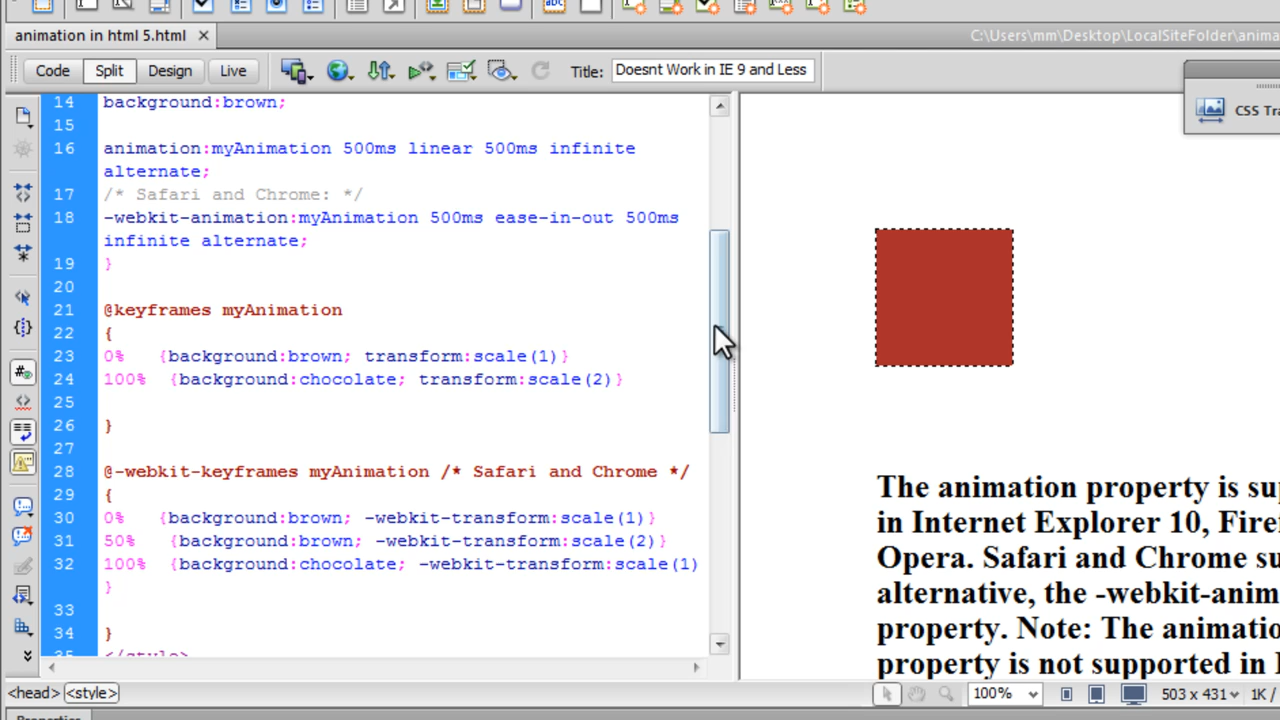 abc
animation in html 5.html ×
C:\Users\mm\Desktop\LocalSiteFolder\anima
Code Split Design Live Title: Doesnt Work in IE 9 and Less
CSS Tra
14 background:brown;
15
16 animation:myAnimation 500ms linear 500ms infinite
alternate;
17 /* Safari and Chrome: */
18 -webkit-animation:myAnimation 500ms ease-in-out 500ms
infinite alternate;
19 }
20
21 @keyframes myAnimation
22 {
23 0% {background:brown; transform:scale(1)}
24 100% {background:chocolate; transform:scale(2)}
25
26 }
27
28 @-webkit-keyframes myAnimation /* Safari and Chrome */
29 {
30 0% {background:brown; -webkit-transform:scale(1)}
31 50% {background:brown; -webkit-transform:scale(2)}
32 100% {background:chocolate; -webkit-transform:scale(1)
}
33
34 }
35 </style>
The animation property is sup
in Internet Explorer 10, Firef
Opera. Safari and Chrome su
alternative, the -webkit-anim
property. Note: The animatio
property is not supported in I
<head> <style>
100% 503 x 431 1K /
Properties